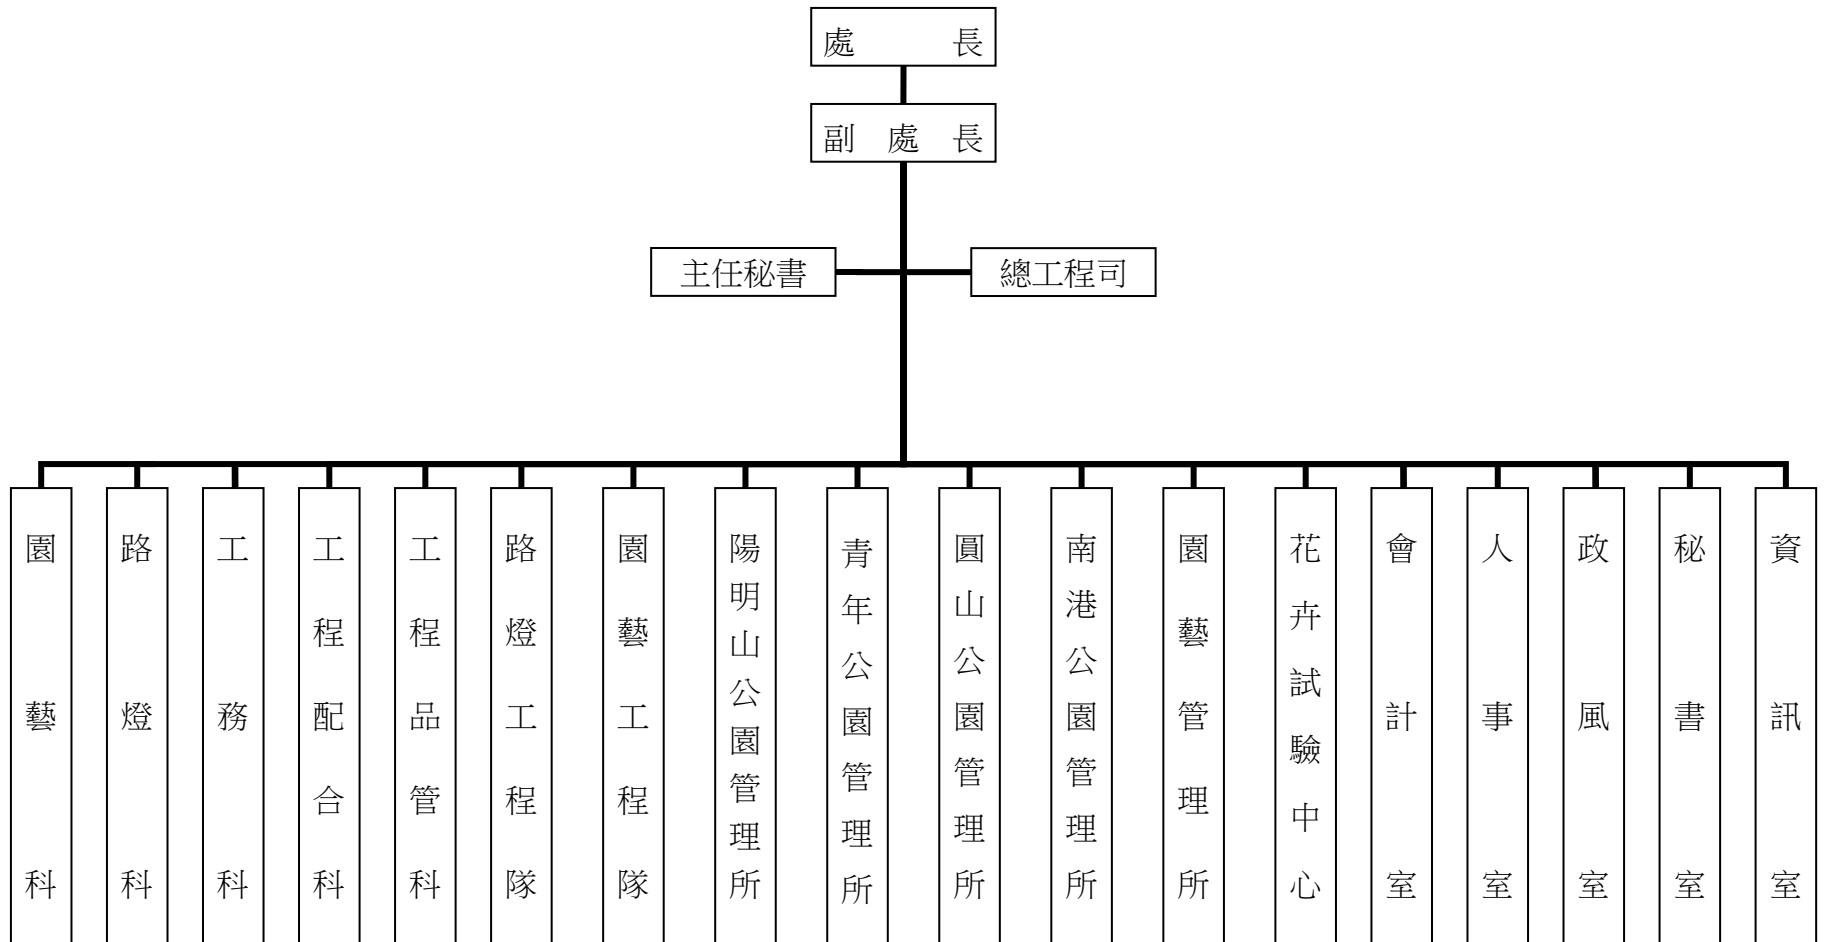 處長
副處長
主任秘書
總工程司
園藝科
路燈科
工務科
工程配合科
工程品管科
路燈工程隊
園藝工程隊
陽明山公園管理所
青年公園管理所
圓山公園管理所
南港公園管理所
園藝管理所
花卉試驗中心
會計室
人事室
政風室
秘書室
資訊室